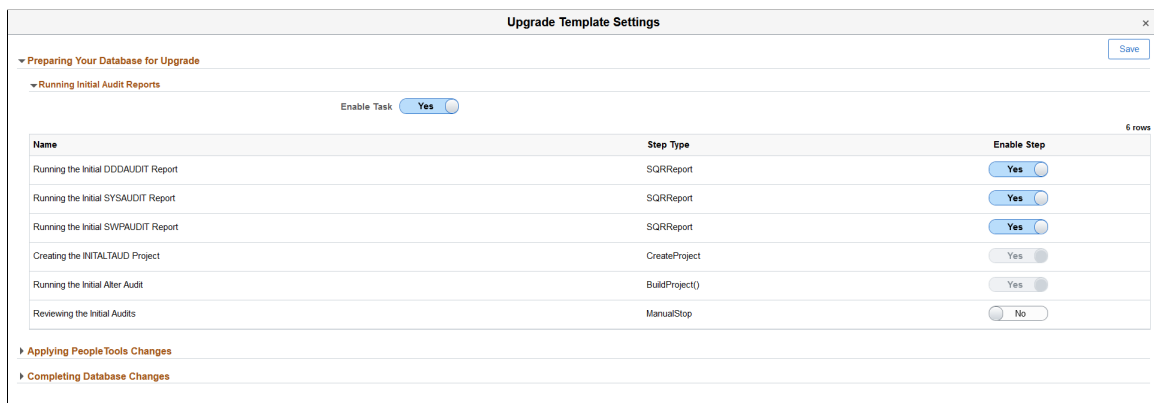 Upgrade Template Settings ×
Save
Preparing Your Database for Upgrade
Running Initial Audit Reports
Enable Task Yes
6 rows
Name Step Type Enable Step
Running the Initial DDDAUDIT Report SQRReport Yes
Running the Initial SYSAUDIT Report SQRReport Yes
Running the Initial SWPAUDIT Report SQRReport Yes
Creating the INITALTAUD Project CreateProject Yes
Running the Initial Alter Audit BuildProject() Yes
Reviewing the Initial Audits ManualStop No
Applying PeopleTools Changes
Completing Database Changes